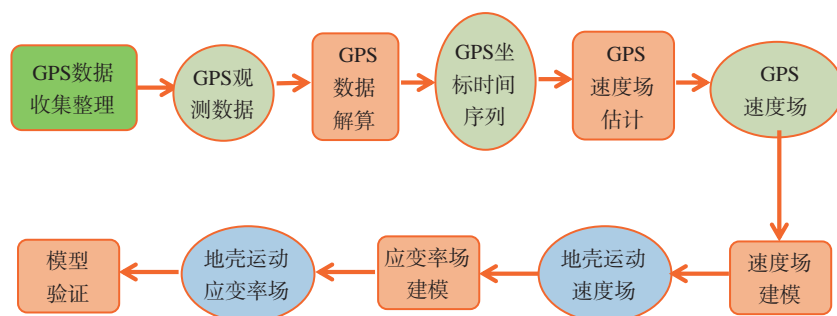 GPS数据
收集整理
GPS观
测数据
GPS
数据
解算
GPS坐
标时间
序列
GPS
速度场
估计
GPS
速度场
速度场
建模
地壳运动
速度场
应变率场
建模
地壳运动
应变率场
模型
验证